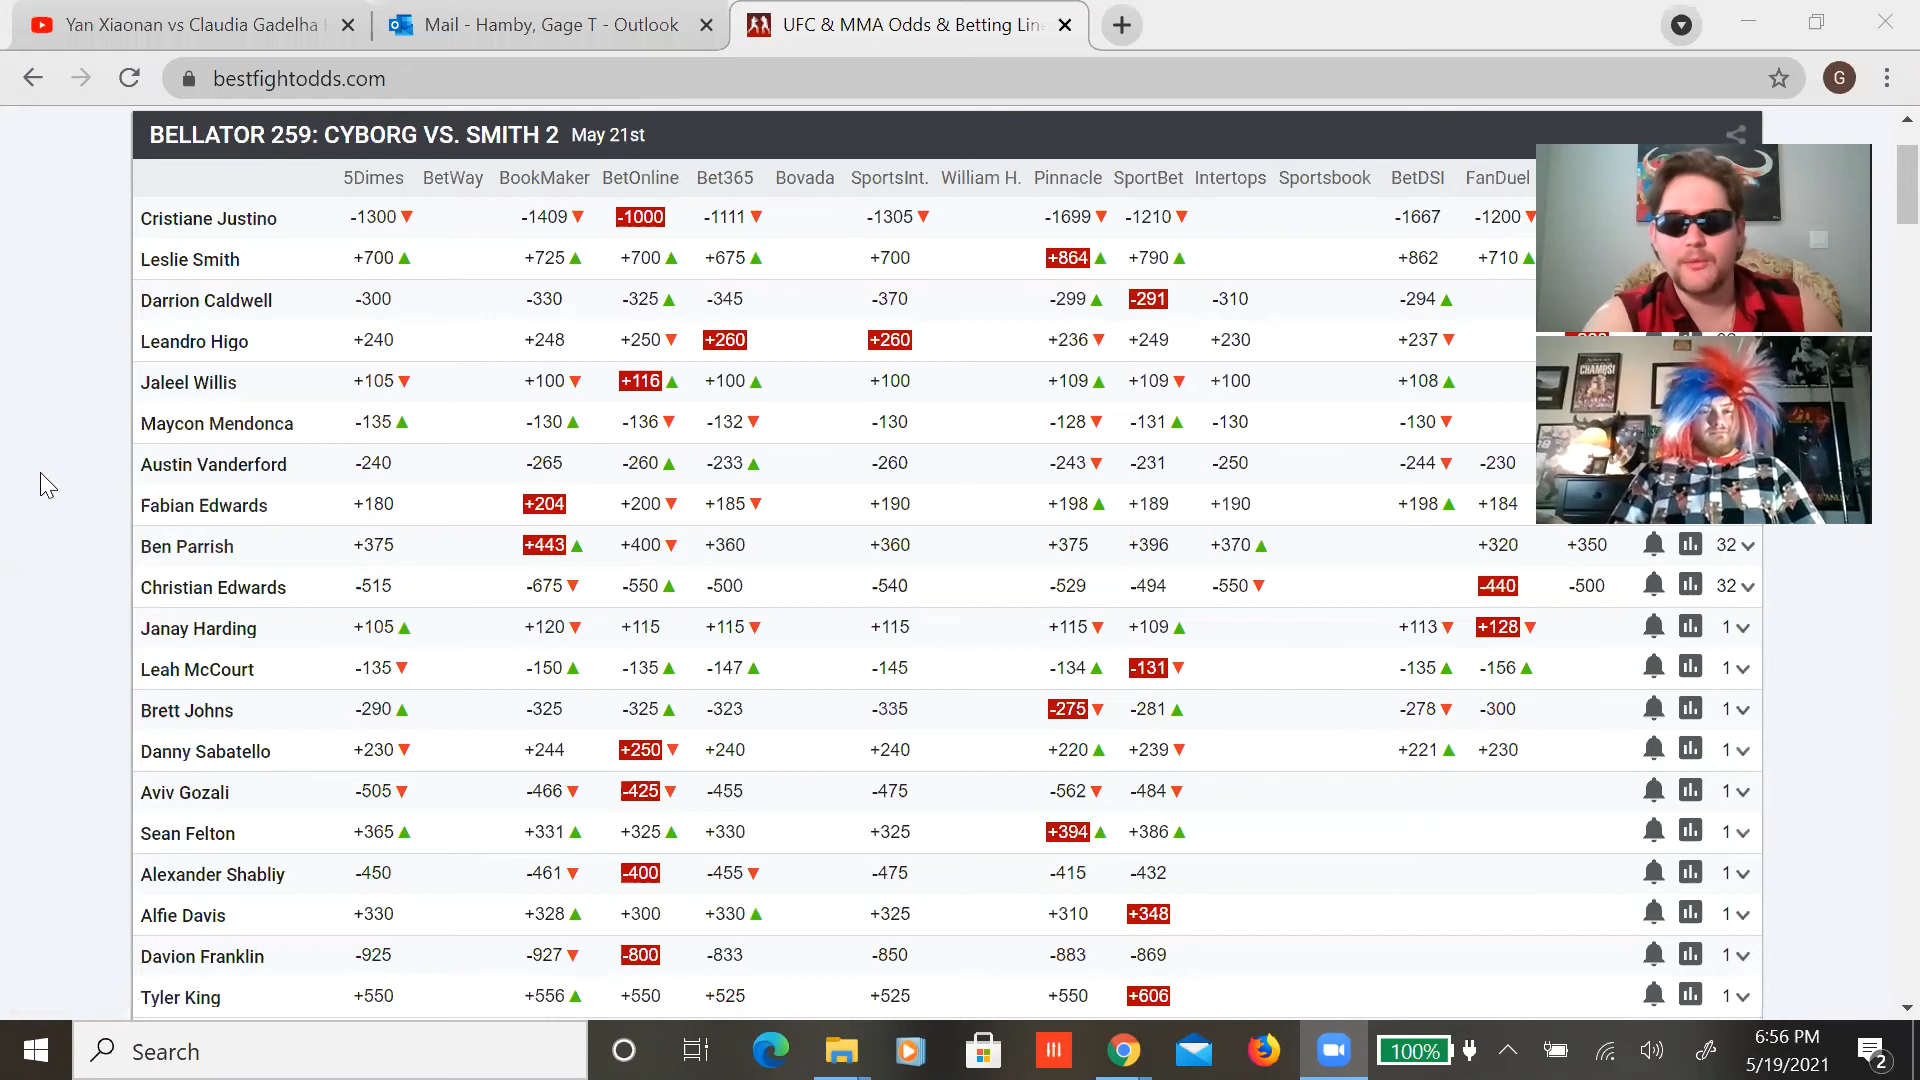 Yan Xiaonan vs Claudia Gadelha
Mail - Hamby, Gage T - Outlook
UFC & MMA Odds & Betting Lin
bestfightodds.com
G
BELLATOR 259: CYBORG VS. SMITH 2 May 21st
5Dimes BetWay BookMaker BetOnline Bet365 Bovada SportsInt. William H. Pinnacle SportBet Intertops Sportsbook BetDSI FanDuel
Cristiane Justino -1300▼ -1409▼ -1000 -1111▼ -1305▼ -1699▼ -1210▼ -1667 -1200▼
Leslie Smith +700▲ +725▲ +700▲ +675▲ +700 +864▲ +790▲ +862 +710▲
Darrion Caldwell -300 -330 -325▲ -345 -370 -299▲ -291 -310 -294▲
Leandro Higo +240 +248 +250▼ +260 +260 +236▼ +249 +230 +237▼
Jaleel Willis +105▼ +100▼ +116▲ +100▲ +100 +109▲ +109▼ +100 +108▲
Maycon Mendonca -135▲ -130▲ -136▼ -132▼ -130 -128▼ -131▲ -130 -130▼
CHAMPS!
Austin Vanderford -240 -265 -260▲ -233▲ -260 -243▼ -231 -250 -244▼ -230
Fabian Edwards +180 +204 +200▼ +185▼ +190 +198▲ +189 +190 +198▲ +184
Ben Parrish +375 +443▲ +400▼ +360 +360 +375 +396 +370▲ +320 +350 32
Christian Edwards -515 -675▼ -550▲ -500 -540 -529 -494 -550▼ -440 -500 32
Janay Harding +105▲ +120▼ +115 +115▼ +115 +115▼ +109▲ +113▼ +128▼ 1
Leah McCourt -135▼ -150▲ -135▲ -147▲ -145 -134▲ -131▼ -135▲ -156▲ 1
Brett Johns -290▲ -325 -325▲ -323 -335 -275▼ -281▲ -278▼ -300 1
Danny Sabatello +230▼ +244 +250▼ +240 +240 +220▲ +239▼ +221▲ +230 1
Aviv Gozali -505▼ -466▼ -425▼ -455 -475 -562▼ -484▼ 1
Sean Felton +365▲ +331▲ +325▲ +330 +325 +394▲ +386▲ 1
Alexander Shabliy -450 -461▼ -400 -455▼ -475 -415 -432 1
Alfie Davis +330 +328▲ +300 +330▲ +325 +310 +348 1
Davion Franklin -925 -927▼ -800 -833 -850 -883 -869 1
Tyler King +550 +556▲ +550 +525 +525 +550 +606 1
Search
100%
6:56 PM
5/19/2021
2